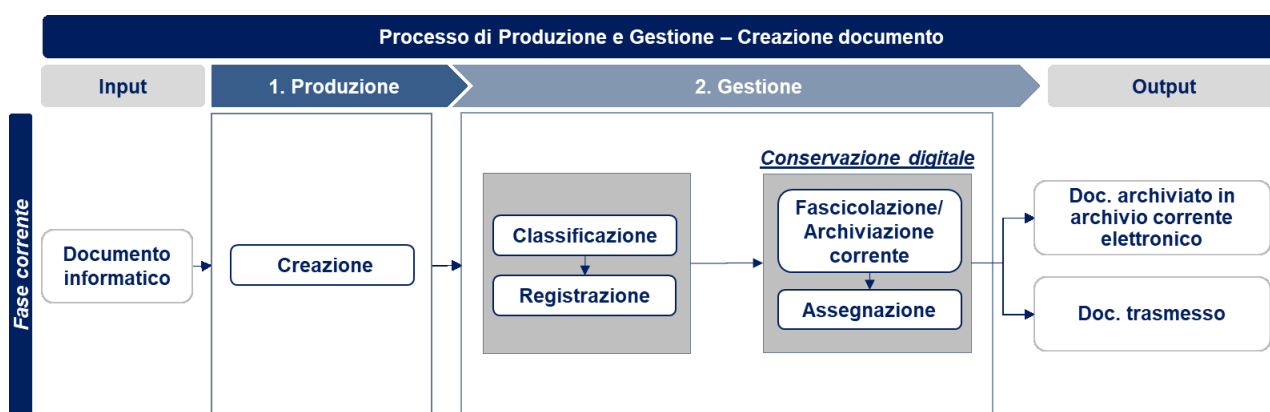 Processo di Produzione e Gestione – Creazione documento
Input
1. Produzione
2. Gestione
Output
Fase corrente
Documento
informatico
Creazione
Classificazione
Registrazione
Conservazione digitale
Fascicolazione/
Archiviazione
corrente
Assegnazione
Doc. archiviato in
archivio corrente
elettronico
Doc. trasmesso